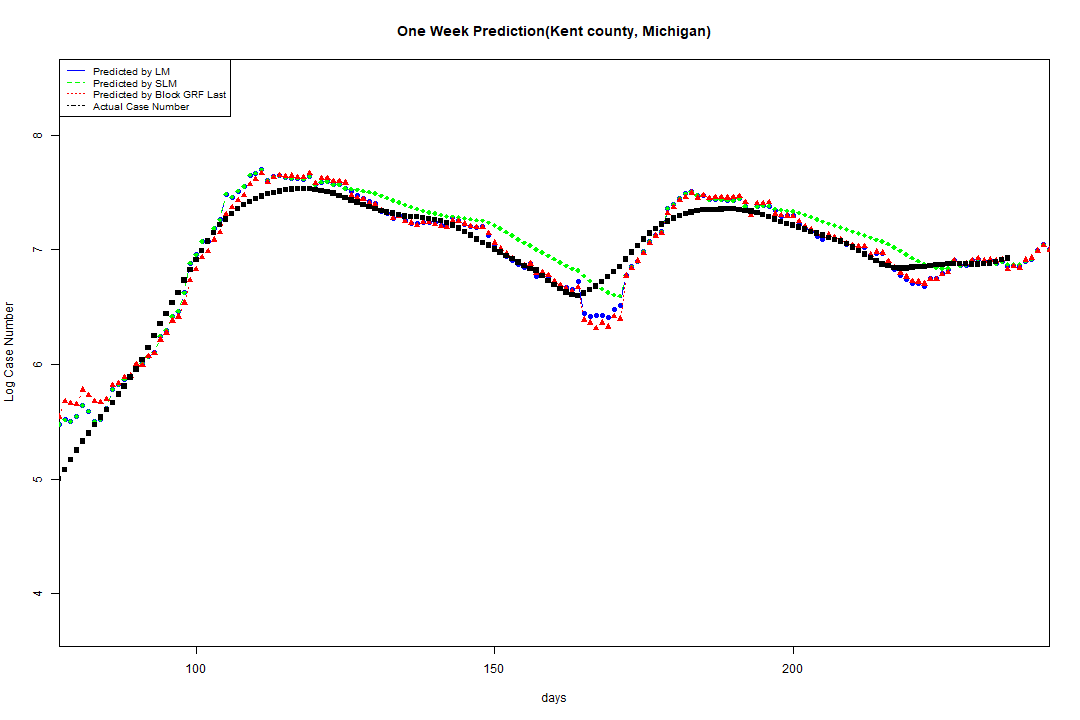 One Week Prediction(Kent county, Michigan)
Predicted by LM
Predicted by SLM
Predicted by Block GRF Last
Actual Case Number
8
7
6
5
4
Log Case Number
100 150 200
days